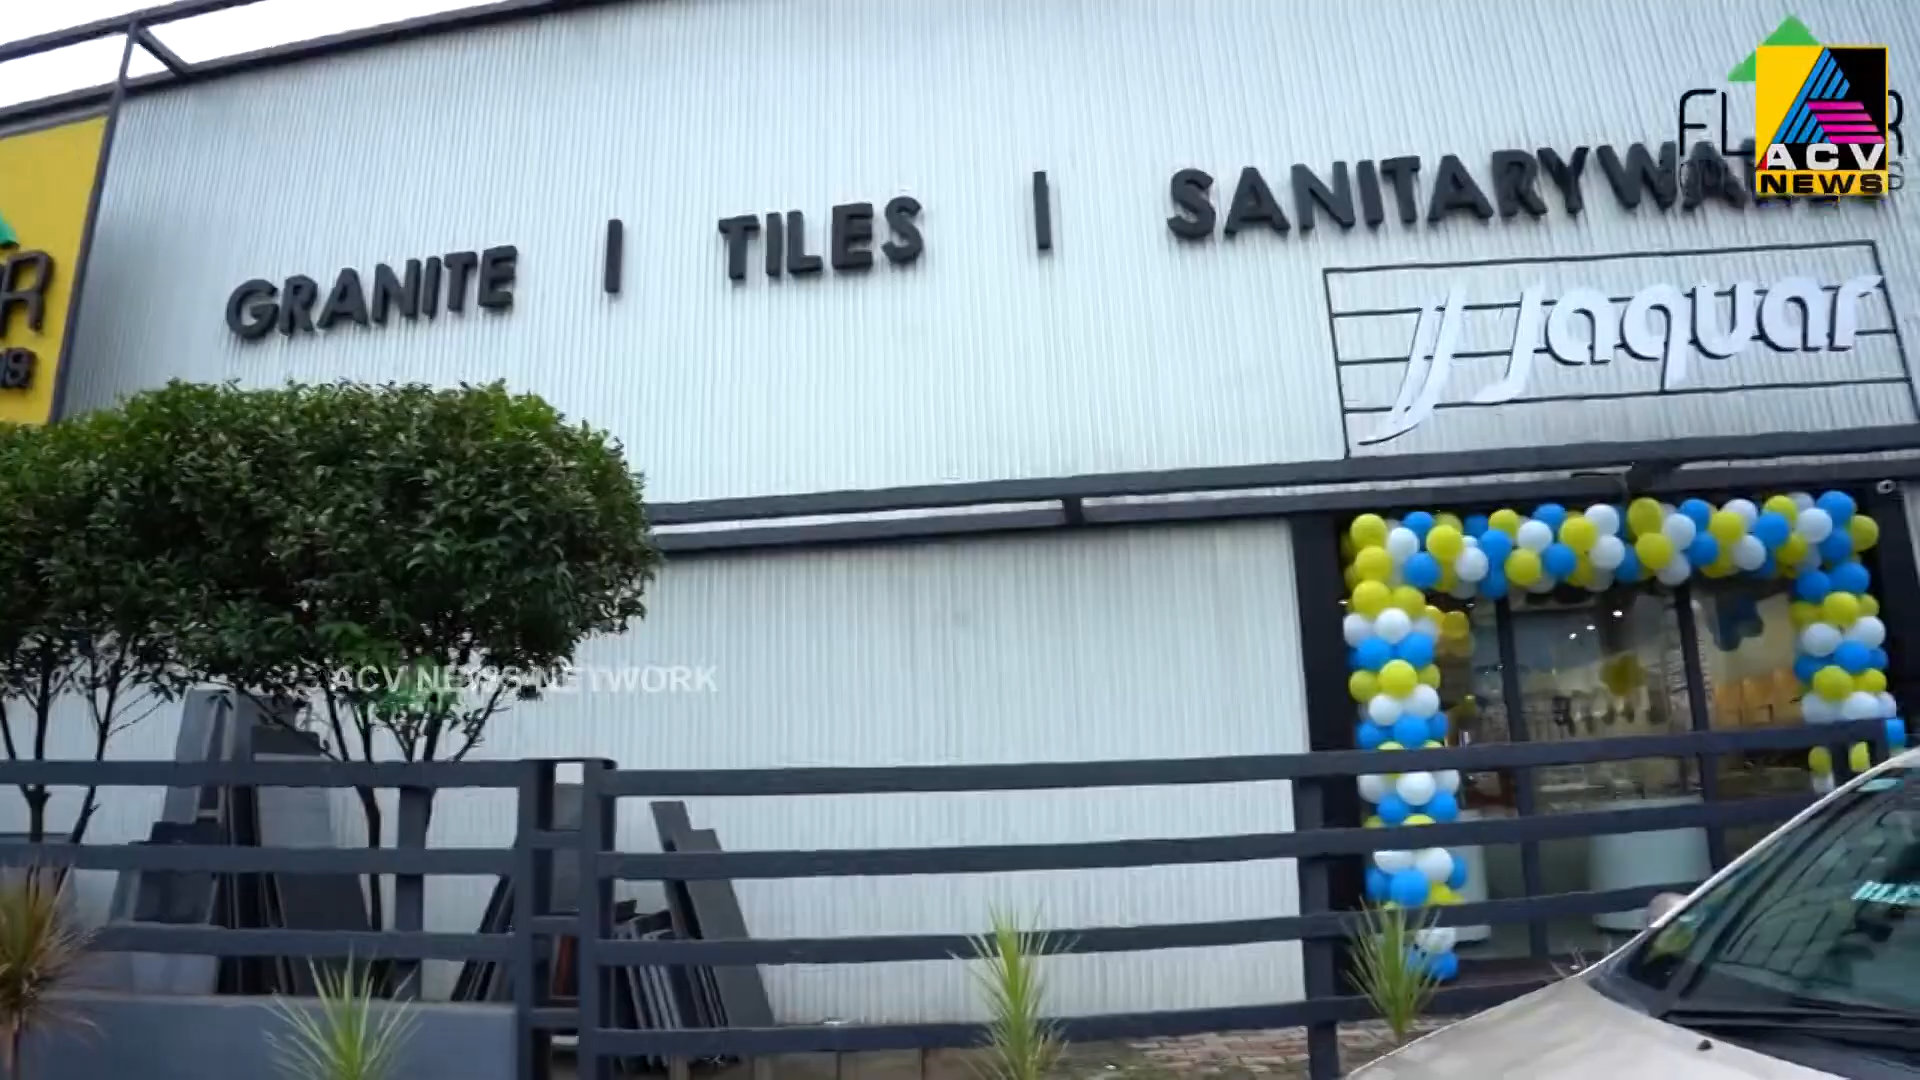 GRANITE | TILES | SANITARYWA
Jaquar
ACV
NEWS
ACV NEWS NETWORK